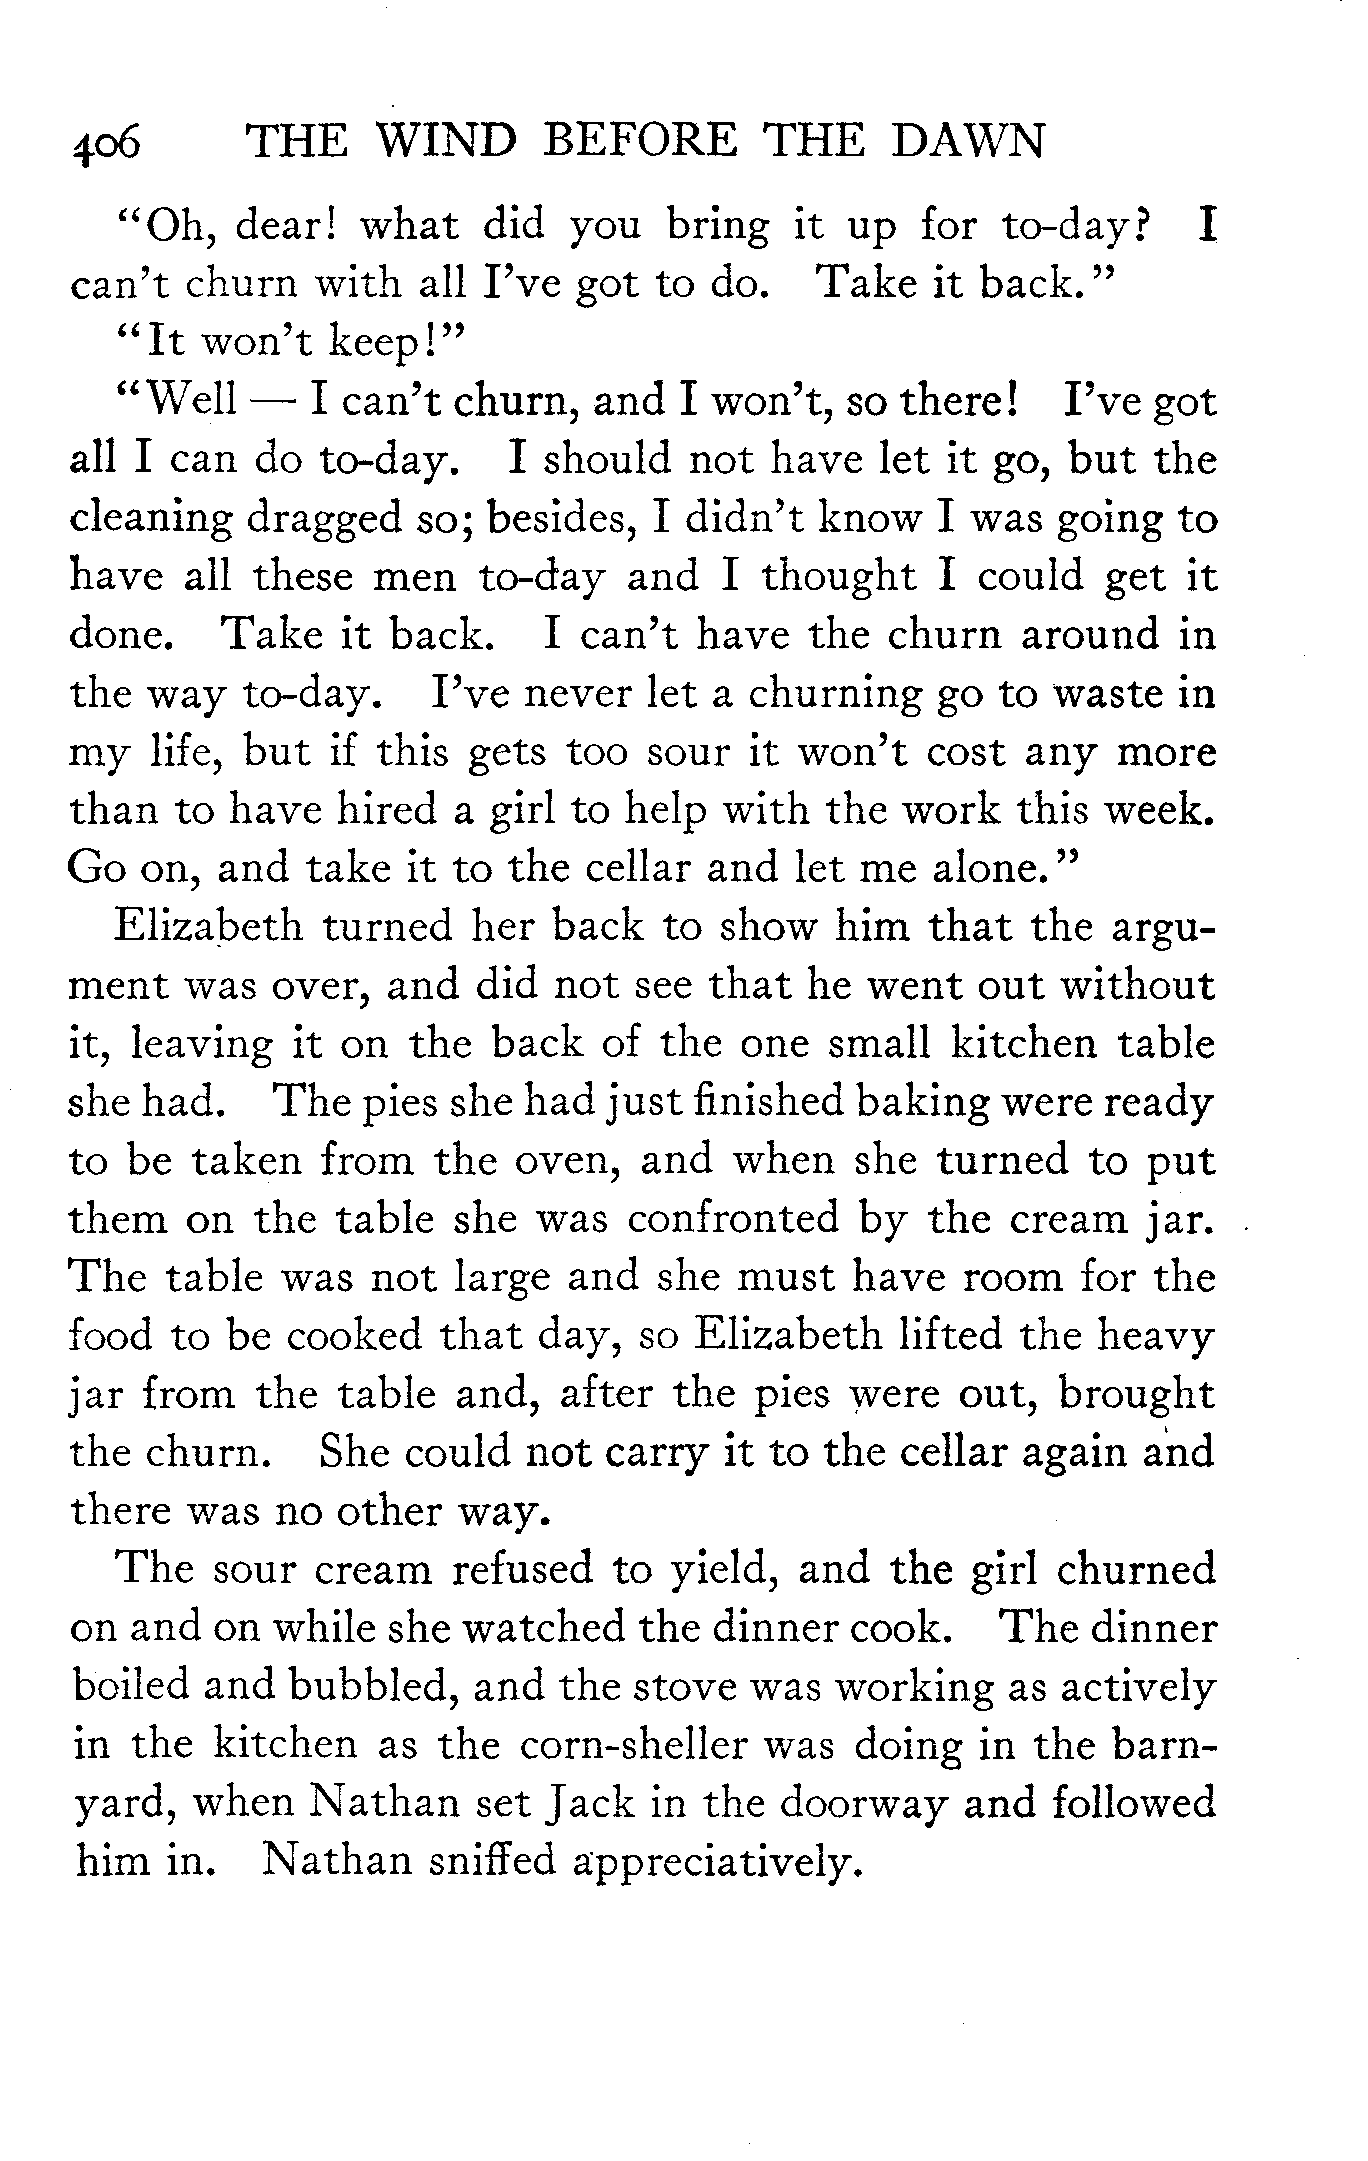 406 THE WIND BEFORE THE DAWN
"Oh, dear! what did you bring it up for to-day? I
can't churn with all I've got to do. Take it back."
"It won't keep!"
"Well — I can't churn, and I won't, so there! I've got
all I can do to-day. I should not have let it go, but the
cleaning dragged so; besides, I didn't know I was going to
have all these men to-day and I thought I could get it
done. Take it back. I can't have the churn around in
the way to-day. I've never let a churning go to waste in
my life, but if this gets too sour it won't cost any more
than to have hired a girl to help with the work this week.
Go on, and take it to the cellar and let me alone."
Elizabeth turned her back to show him that the argu-
ment was over, and did not see that he went out without
it, leaving it on the back of the one small kitchen table
she had. The pies she had just finished baking were ready
to be taken from the oven, and when she turned to put
them on the table she was confronted by the cream jar.
The table was not large and she must have room for the
food to be cooked that day, so Elizabeth lifted the heavy
jar from the table and, after the pies were out, brought
the churn. She could not carry it to the cellar again and
there was no other way.
The sour cream refused to yield, and the girl churned
on and on while she watched the dinner cook. The dinner
boiled and bubbled, and the stove was working as actively
in the kitchen as the corn-sheller was doing in the barn-
yard, when Nathan set Jack in the doorway and followed
him in. Nathan sniffed appreciatively.